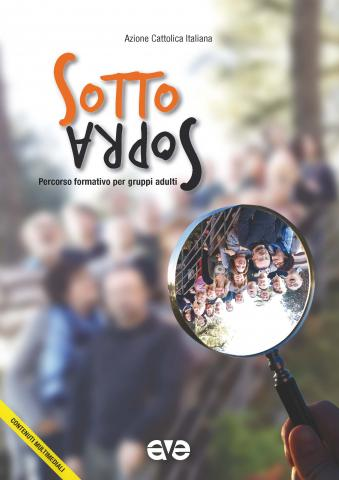 Azione Cattolica Italiana
SOTTO
SOPRA
Percorso formativo per gruppi adulti
CONTENUTI MULTIMEDIALI
ave